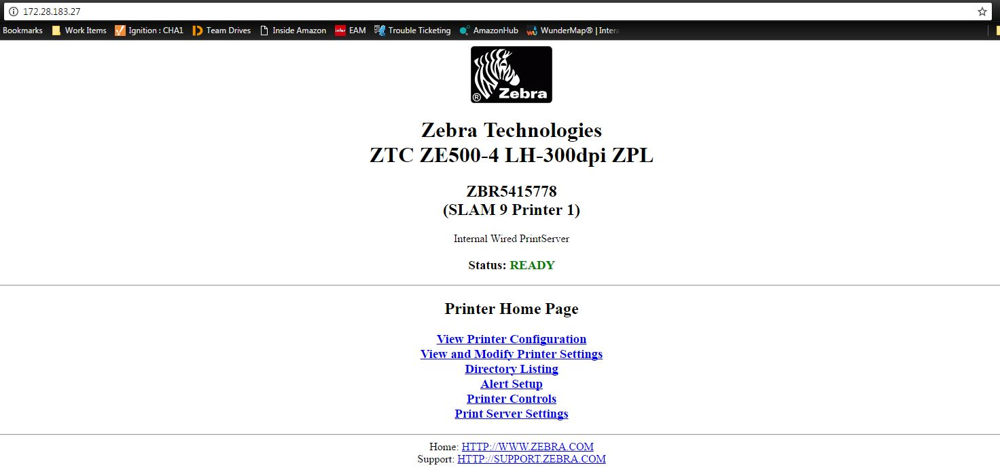 172.28.183.27
Bookmarks Work Items Ignition : CHA1 Team Drives Inside Amazon infor EAM Trouble Ticketing AmazonHub WunderMap® | Intera
Zebra
®
Zebra Technologies
ZTC ZE500-4 LH-300dpi ZPL
ZBR5415778
(SLAM 9 Printer 1)
Internal Wired PrintServer
Status: READY
Printer Home Page
View Printer Configuration
View and Modify Printer Settings
Directory Listing
Alert Setup
Printer Controls
Print Server Settings
Home: HTTP://WWW.ZEBRA.COM
Support: HTTP://SUPPORT.ZEBRA.COM